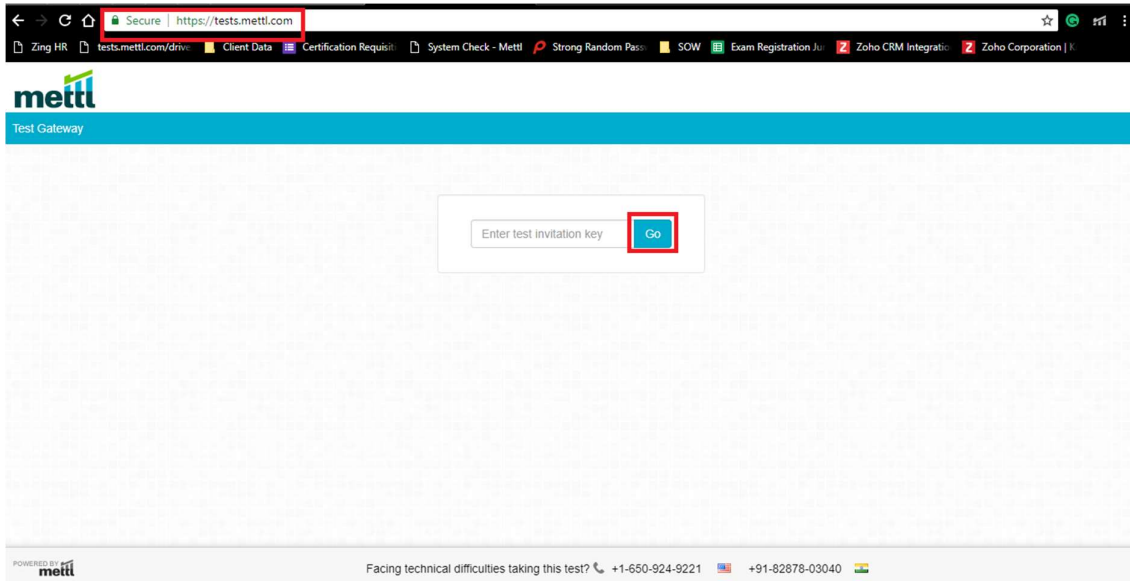 Secure | https://tests.mettl.com
Zing HR tests.mettl.com/drive Client Data Certification Requisiti System Check - Mettl Strong Random Pass SOW Exam Registration Ju Zoho CRM Integratio Zoho Corporation | K
mettl
Test Gateway
Enter test invitation key Go
POWERED BY mettl Facing technical difficulties taking this test? +1-650-924-9221 +91-82878-03040